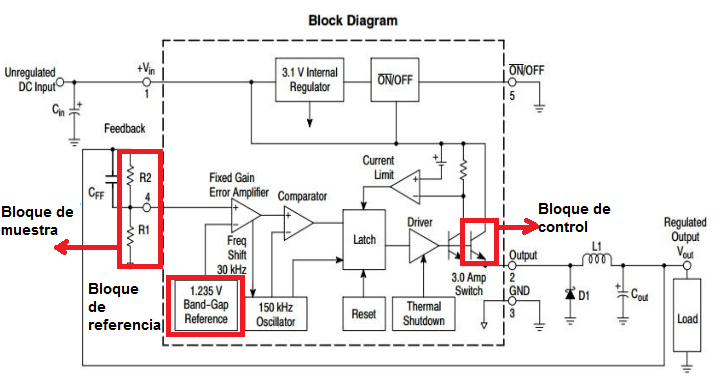 Block Diagram
Unregulated
DC Input
+Vin
1
Cin
3.1 V Internal
Regulator
ON/OFF
ON/OFF
5
Feedback
R2
CFF
4
R1
Bloque de
muestra
Fixed Gain
Error Amplifier
Comparator
Current
Limit
Freq
Shift
30 kHz
Latch
Driver
Bloque de
control
Regulated
Output
Vout
Output
2
L1
3.0 Amp
Switch
GND
3
D1
Cout
Load
Bloque
de
referencia
1.235 V
Band-Gap
Reference
150 kHz
Oscillator
Reset
Thermal
Shutdown